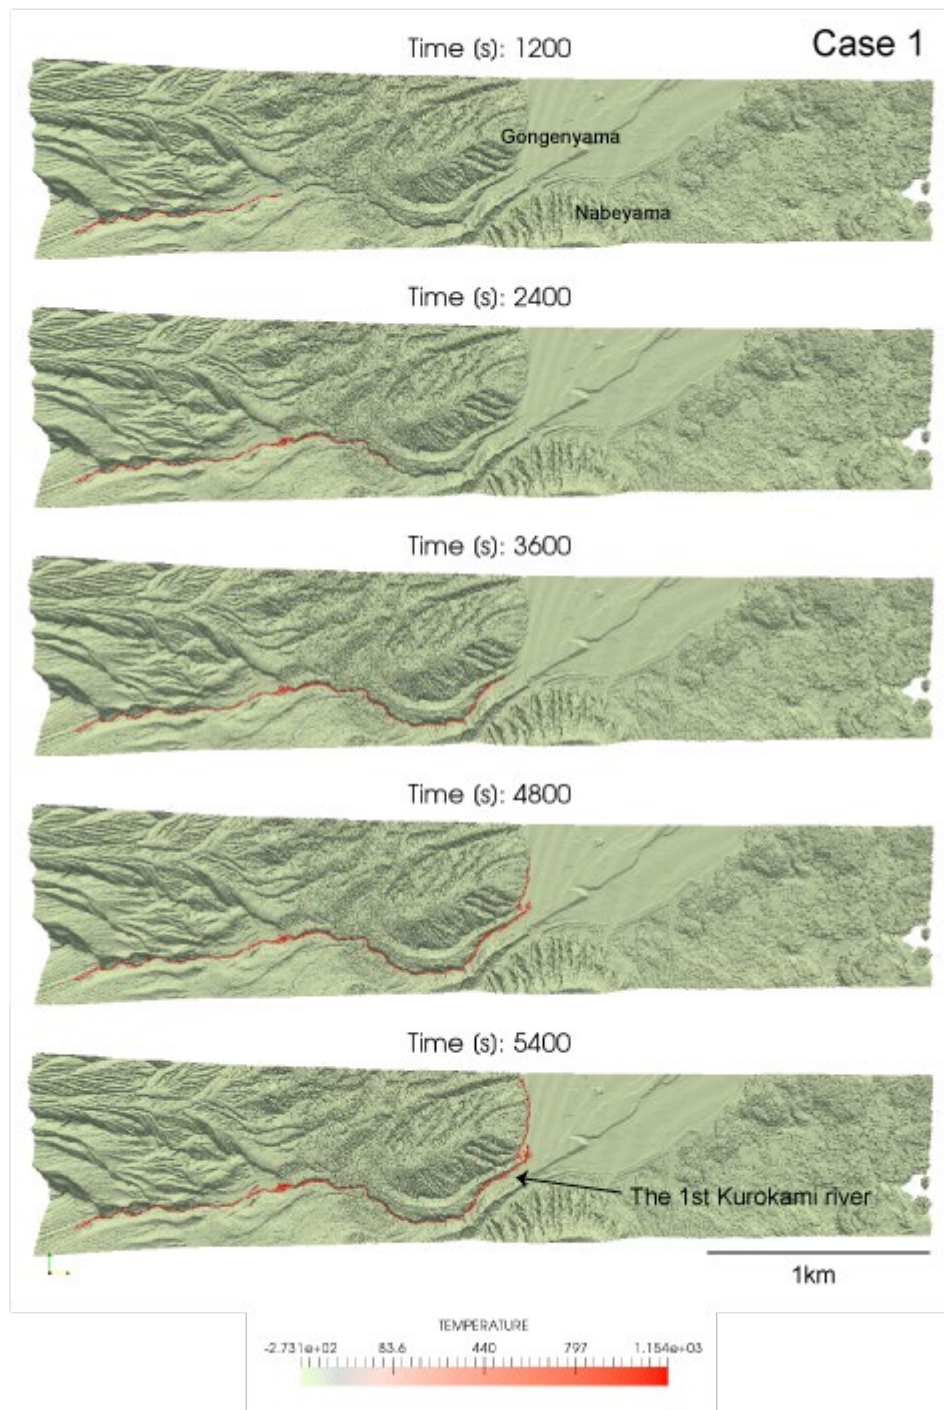 Time (s): 1200
Case 1
Gongenyama
Nabeyama
Time (s): 2400
Time (s): 3600
Time (s): 4800
Time (s): 5400
The 1st Kurokami river
1km
TEMPERATURE
-2.731e+02 83.6 440 797 1.154e+03